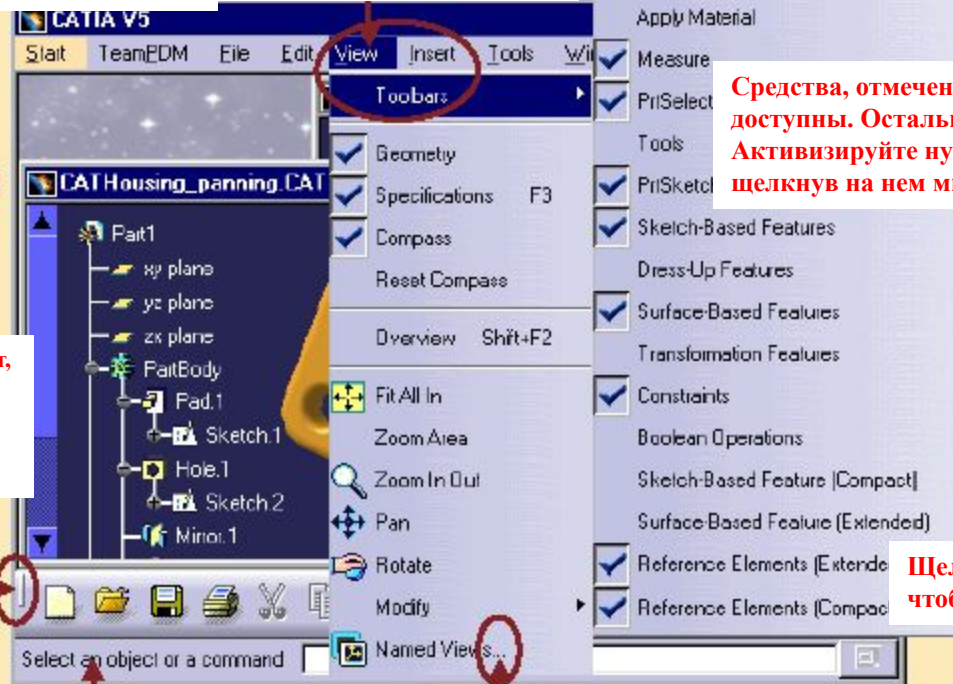 CATIA V5
Start TeamPDM File Edit View Insert Tools
CATHousing_panning.CAT
Part1
xy plane
yz plane
zx plane
PartBody
Pad.1
Sketch.1
Hole.1
Sketch.2
Mirror.1
Select an object or a command
Toolbars
Geometry
Specifications F3
Compass
Reset Compass
Overview Shift+F2
Fit All In
Zoom Area
Zoom In Out
Pan
Rotate
Modify
Named Views...
Apply Material
Measure
PrtSelect
Tools
PrtSketch
Sketch-Based Features
Dress-Up Features
Surface-Based Features
Transformation Features
Constraints
Boolean Operations
Sketch-Based Feature (Compact)
Surface-Based Feature (Extended)
Reference Elements (Extende
Reference Elements (Compac
Средства, отмечен
доступны. Осталь
Активизируйте ну
щелкнув на нем м